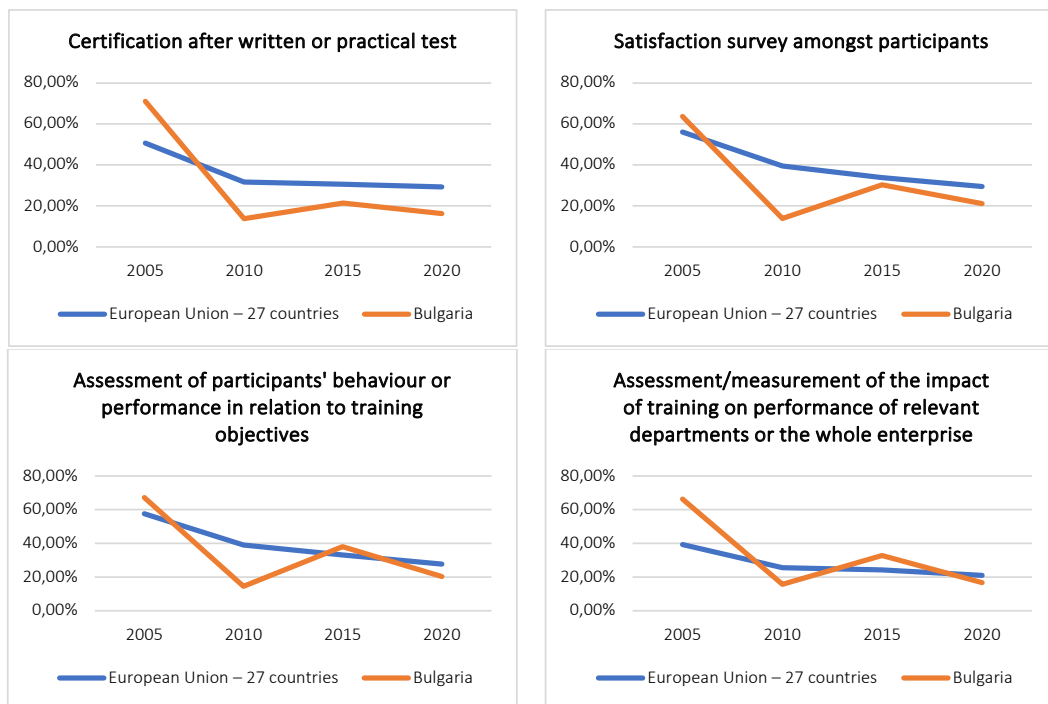 Certification after written or practical test
80,00%
60,00%
40,00%
20,00%
0,00%
2005 2010 2015 2020
European Union – 27 countries Bulgaria
Satisfaction survey amongst participants
80,00%
60,00%
40,00%
20,00%
0,00%
2005 2010 2015 2020
European Union – 27 countries Bulgaria
Assessment of participants' behaviour or
performance in relation to training
objectives
80,00%
60,00%
40,00%
20,00%
0,00%
2005 2010 2015 2020
European Union – 27 countries Bulgaria
Assessment/measurement of the impact
of training on performance of relevant
departments or the whole enterprise
80,00%
60,00%
40,00%
20,00%
0,00%
2005 2010 2015 2020
European Union – 27 countries Bulgaria